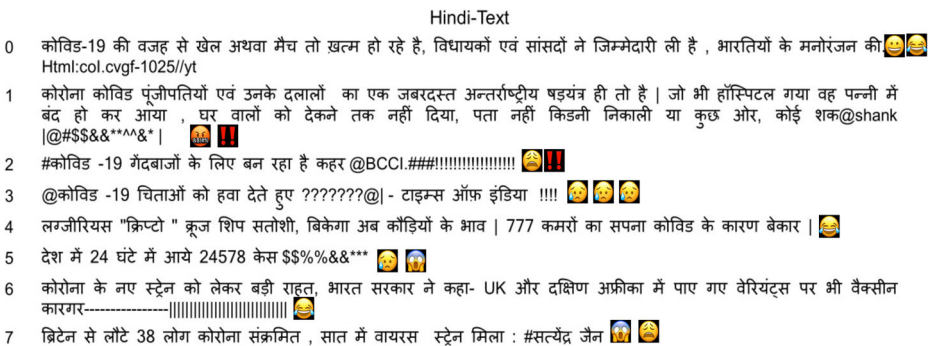 Hindi-Text
0 कोविड-19 की वजह से खेल अथवा मैच तो ख़त्म हो रहे है, विधायकों एवं सांसदों ने जिम्मेदारी ली है , भारतियों के मनोरंजन की.😀😂
Html:col.cvgf-1025//yt
1 कोरोना कोविड पूंजीपतियों एवं उनके दलालों का एक जबरदस्त अन्तर्राष्ट्रीय षड़यंत्र ही तो है | जो भी हॉस्पिटल गया वह पन्नी में
बंद हो कर आया , घर वालों को देकने तक नहीं दिया, पता नहीं किडनी निकाली या कुछ ओर, कोई शक@shank
|@#$$&&**^^&* | 🤬‼️
2 #कोविड -19 गेंदबाजों के लिए बन रहा है कहर @BCCI.###!!!!!!!!!!!!!!!!!! 😩‼️
3 @कोविड -19 चिताओं को हवा देते हुए ???????@| - टाइम्स ऑफ़ इंडिया !!!! 😥😥😥
4 लग्जीरियस "क्रिप्टो " क्रूज शिप सतोशी, बिकेगा अब कौड़ियों के भाव | 777 कमरों का सपना कोविड के कारण बेकार | 😂
5 देश में 24 घंटे में आये 24578 केस $$%%&&*** 😥😱
6 कोरोना के नए स्ट्रेन को लेकर बड़ी राहत, भारत सरकार ने कहा- UK और दक्षिण अफ्रीका में पाए गए वेरियंट्स पर भी वैक्सीन
कारगर----------------|||||||||||||||||||||||||||| 😂
7 ब्रिटेन से लौटे 38 लोग कोरोना संक्रमित , सात में वायरस स्ट्रेन मिला : #सत्येंद्र जैन 😱😩